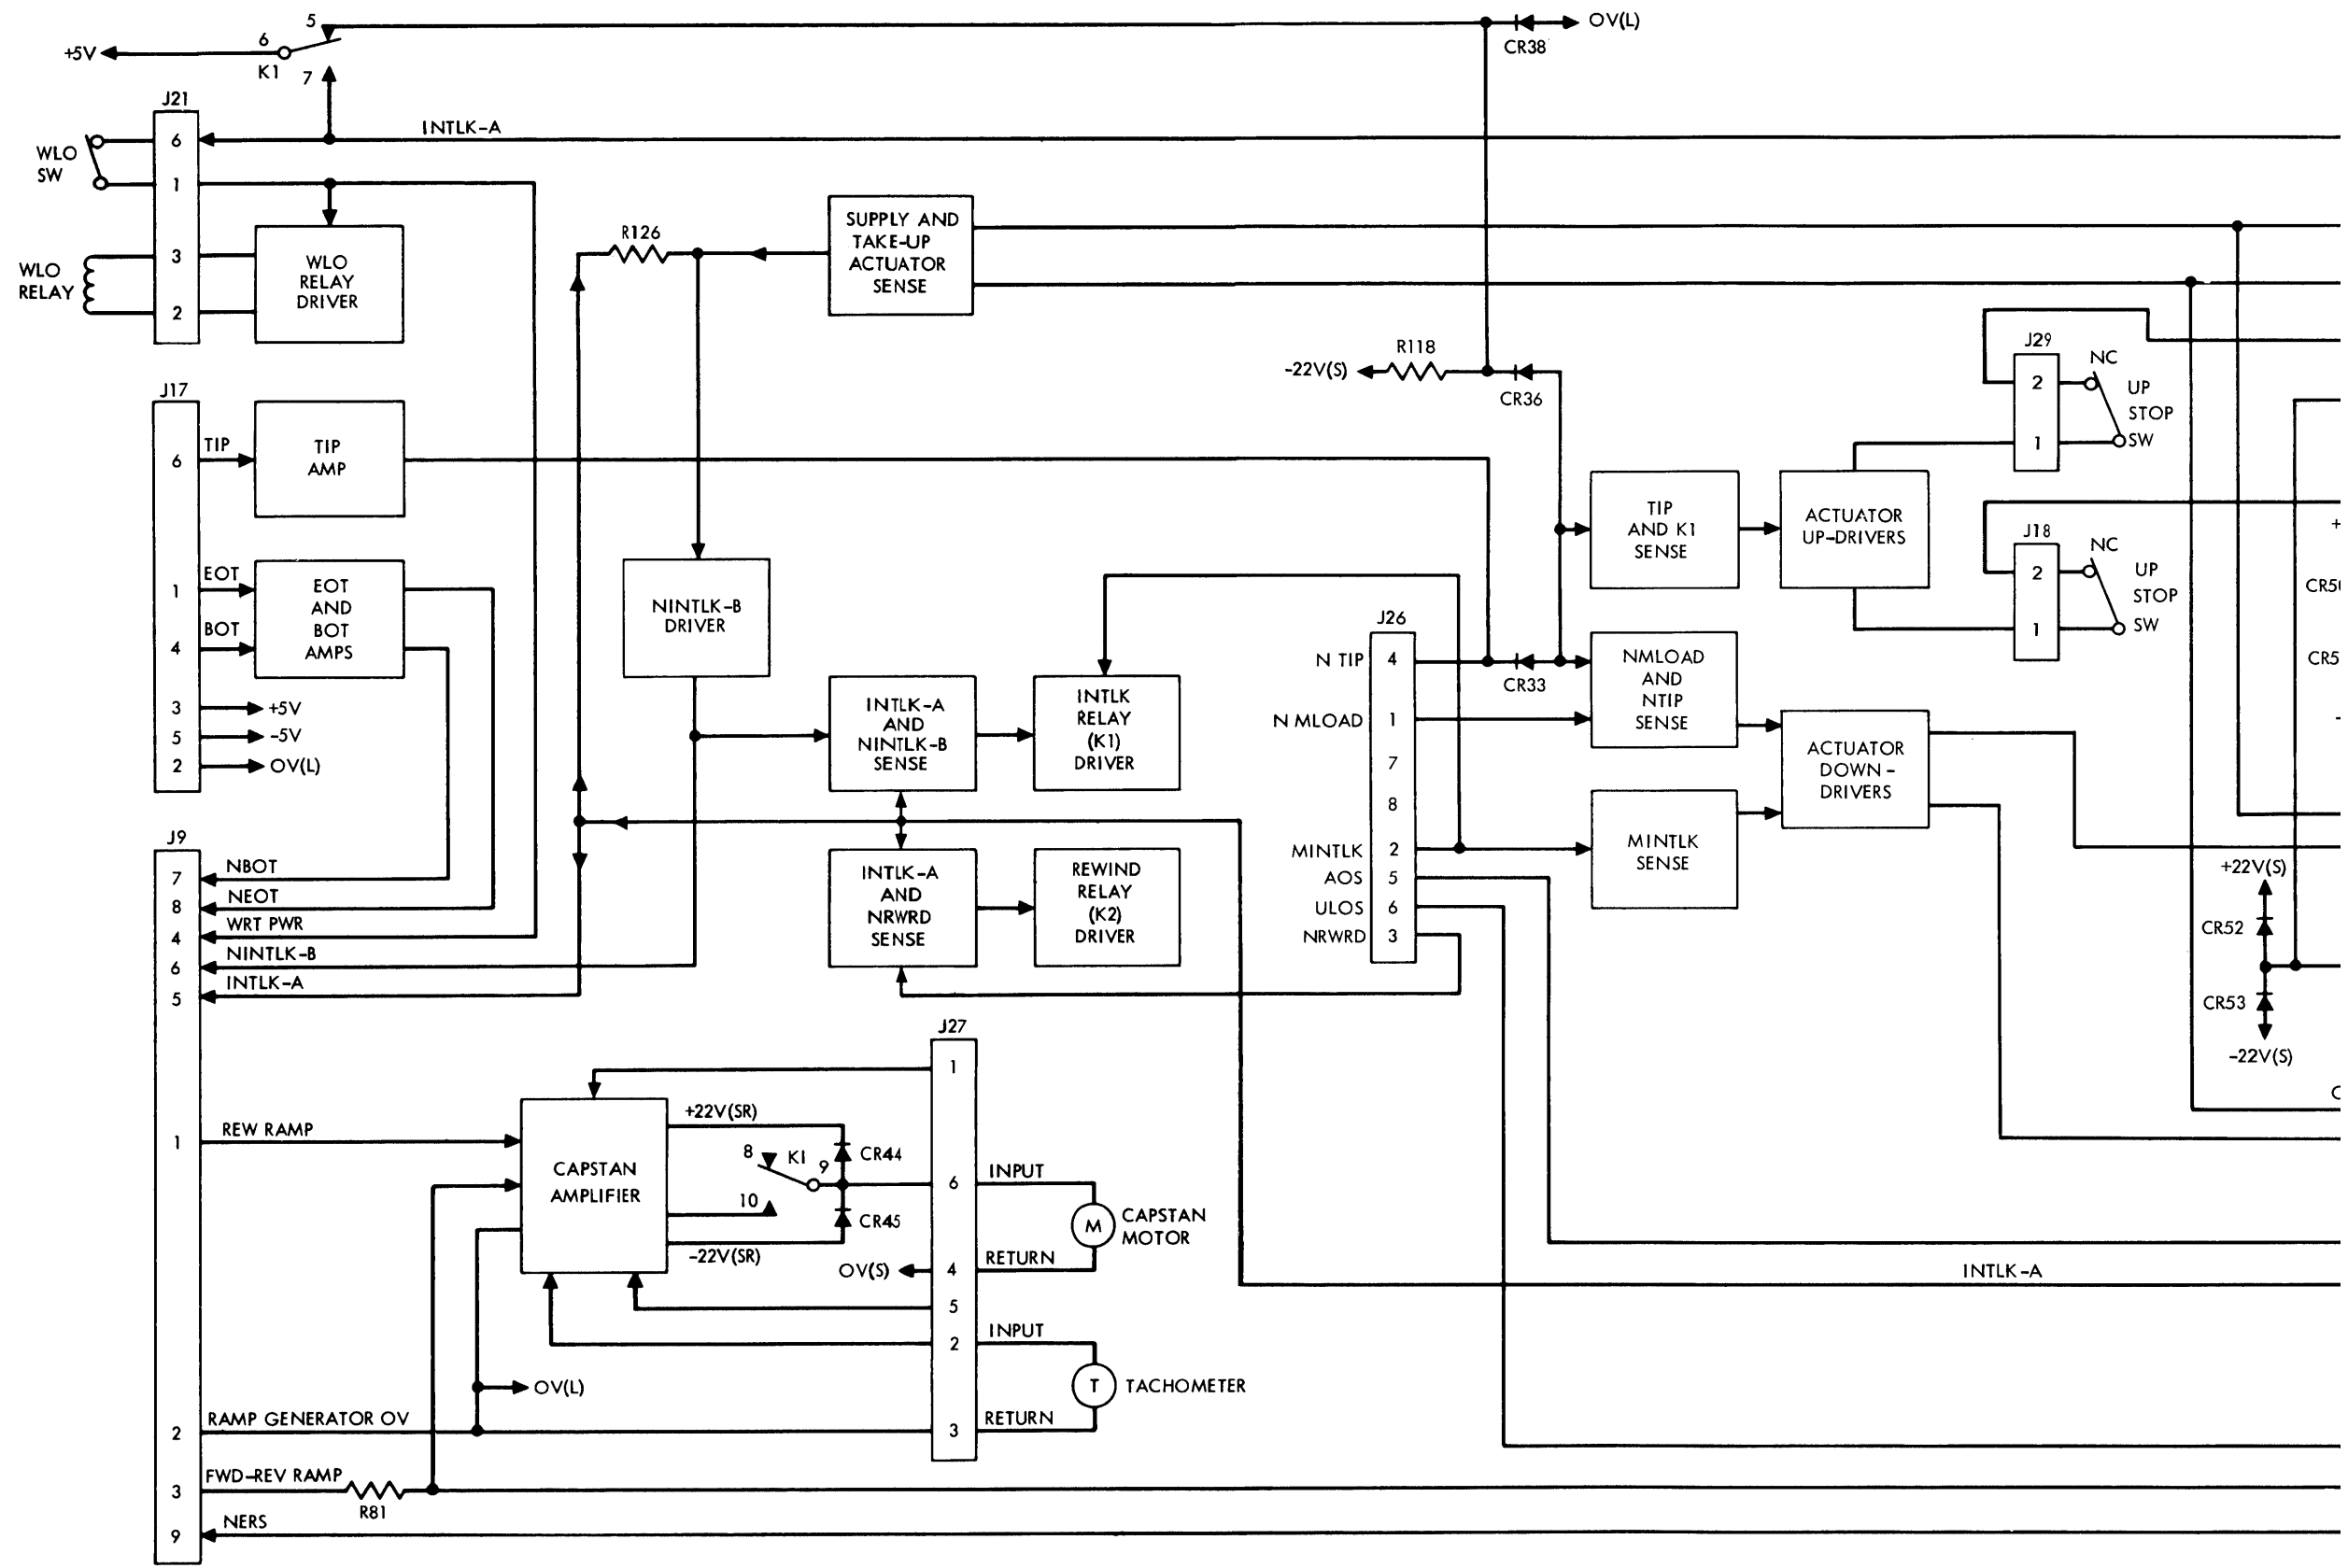 5
OV(L)
+5V
6
K1
CR38
7
J21
INTLK-A
6
WLO
SW
1
R126
SUPPLY AND
TAKE-UP
ACTUATOR
SENSE
WLO
RELAY
3
2
WLO
RELAY
DRIVER
-22V(S)
R118
CR36
J29
2
1
NC
UP
STOP
SW
J17
6
TIP
TIP
AMP
TIP
AND K1
SENSE
ACTUATOR
UP-DRIVERS
J18
2
1
NC
UP
STOP
SW
+
CR50
CR5
-
1
EOT
4
BOT
EOT
AND
BOT
AMPS
3
+5V
5
-5V
2
OV(L)
NINTLK-B
DRIVER
INTLK-A
AND
NINTLK-B
SENSE
INTLK
RELAY
(K1)
DRIVER
J26
N TIP
4
CR33
N MLOAD
1
7
8
MINTLK
2
AOS
5
ULOS
6
NRWRD
3
NMLOAD
AND
NTIP
SENSE
ACTUATOR
DOWN-
DRIVERS
MINTLK
SENSE
+22V(S)
CR52
CR53
-22V(S)
C
J9
7
NBOT
8
NEOT
4
WRT PWR
6
NINTLK-B
5
INTLK-A
INTLK-A
AND
NRWRD
SENSE
REWIND
RELAY
(K2)
DRIVER
J27
1
1
REW RAMP
CAPSTAN
AMPLIFIER
+22V(SR)
8
K1
9
CR44
10
CR45
-22V(SR)
6
INPUT
M
CAPSTAN
MOTOR
OV(S)
4
RETURN
5
2
INPUT
T
TACHOMETER
3
RETURN
INTLK-A
OV(L)
2
RAMP GENERATOR OV
3
FWD-REV RAMP
R81
9
NERS